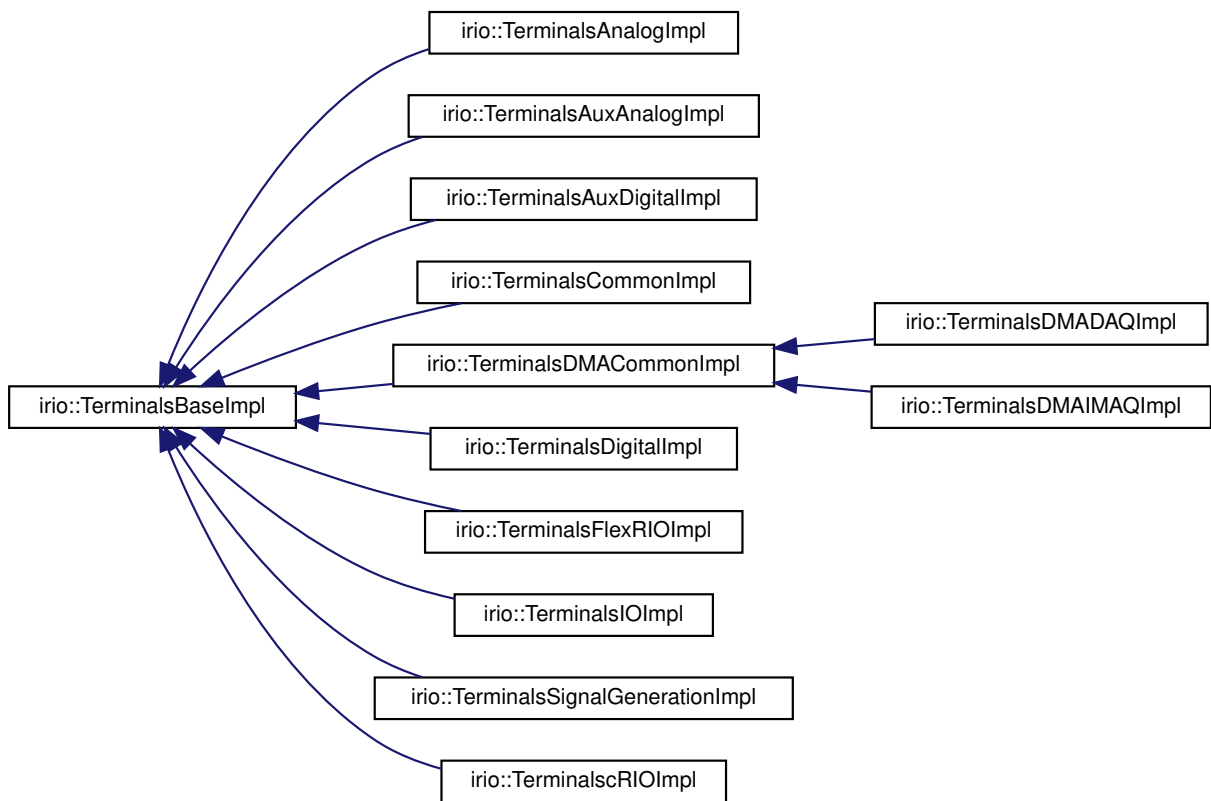 irio::TerminalsAnalogImpl
irio::TerminalsAuxAnalogImpl
irio::TerminalsAuxDigitalImpl
irio::TerminalsCommonImpl
irio::TerminalsDMADAQImpl
irio::TerminalsDMACommonImpl
irio::TerminalsBaseImpl
irio::TerminalsDMAIMAQImpl
irio::TerminalsDigitalImpl
irio::TerminalsFlexRIOImpl
irio::TerminalsIOImpl
irio::TerminalsSignalGenerationImpl
irio::TerminalscRIOImpl